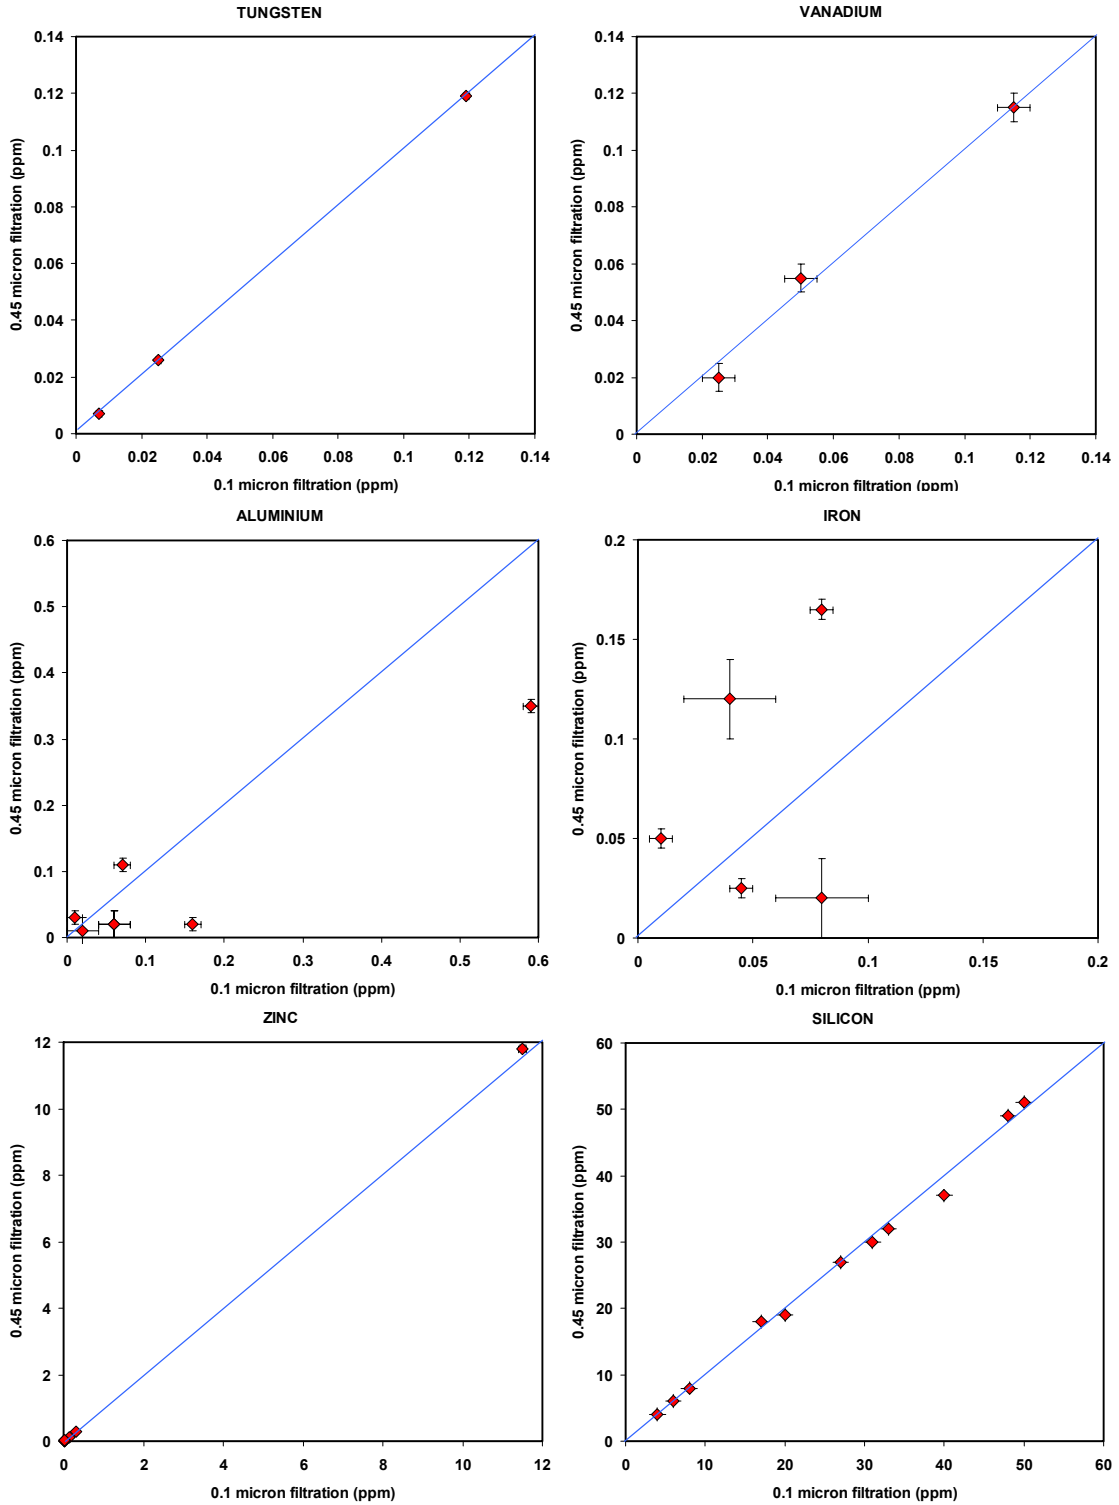 TUNGSTEN
0.14
0.12
0.1
0.08
0.06
0.04
0.02
0
0 0.02 0.04 0.06 0.08 0.1 0.12 0.14
0.45 micron filtration (ppm)
0.1 micron filtration (ppm)
VANADIUM
0.14
0.12
0.1
0.08
0.06
0.04
0.02
0
0 0.02 0.04 0.06 0.08 0.1 0.12 0.14
0.45 micron filtration (ppm)
0.1 micron filtration (ppm)
ALUMINIUM
0.6
0.5
0.4
0.3
0.2
0.1
0
0 0.1 0.2 0.3 0.4 0.5 0.6
0.45 micron filtration (ppm)
0.1 micron filtration (ppm)
IRON
0.2
0.15
0.1
0.05
0
0 0.05 0.1 0.15 0.2
0.45 micron filtration (ppm)
0.1 micron filtration (ppm)
ZINC
12
10
8
6
4
2
0
0 2 4 6 8 10 12
0.45 micron filtration (ppm)
0.1 micron filtration (ppm)
SILICON
60
50
40
30
20
10
0
0 10 20 30 40 50 60
0.45 micron filtration (ppm)
0.1 micron filtration (ppm)